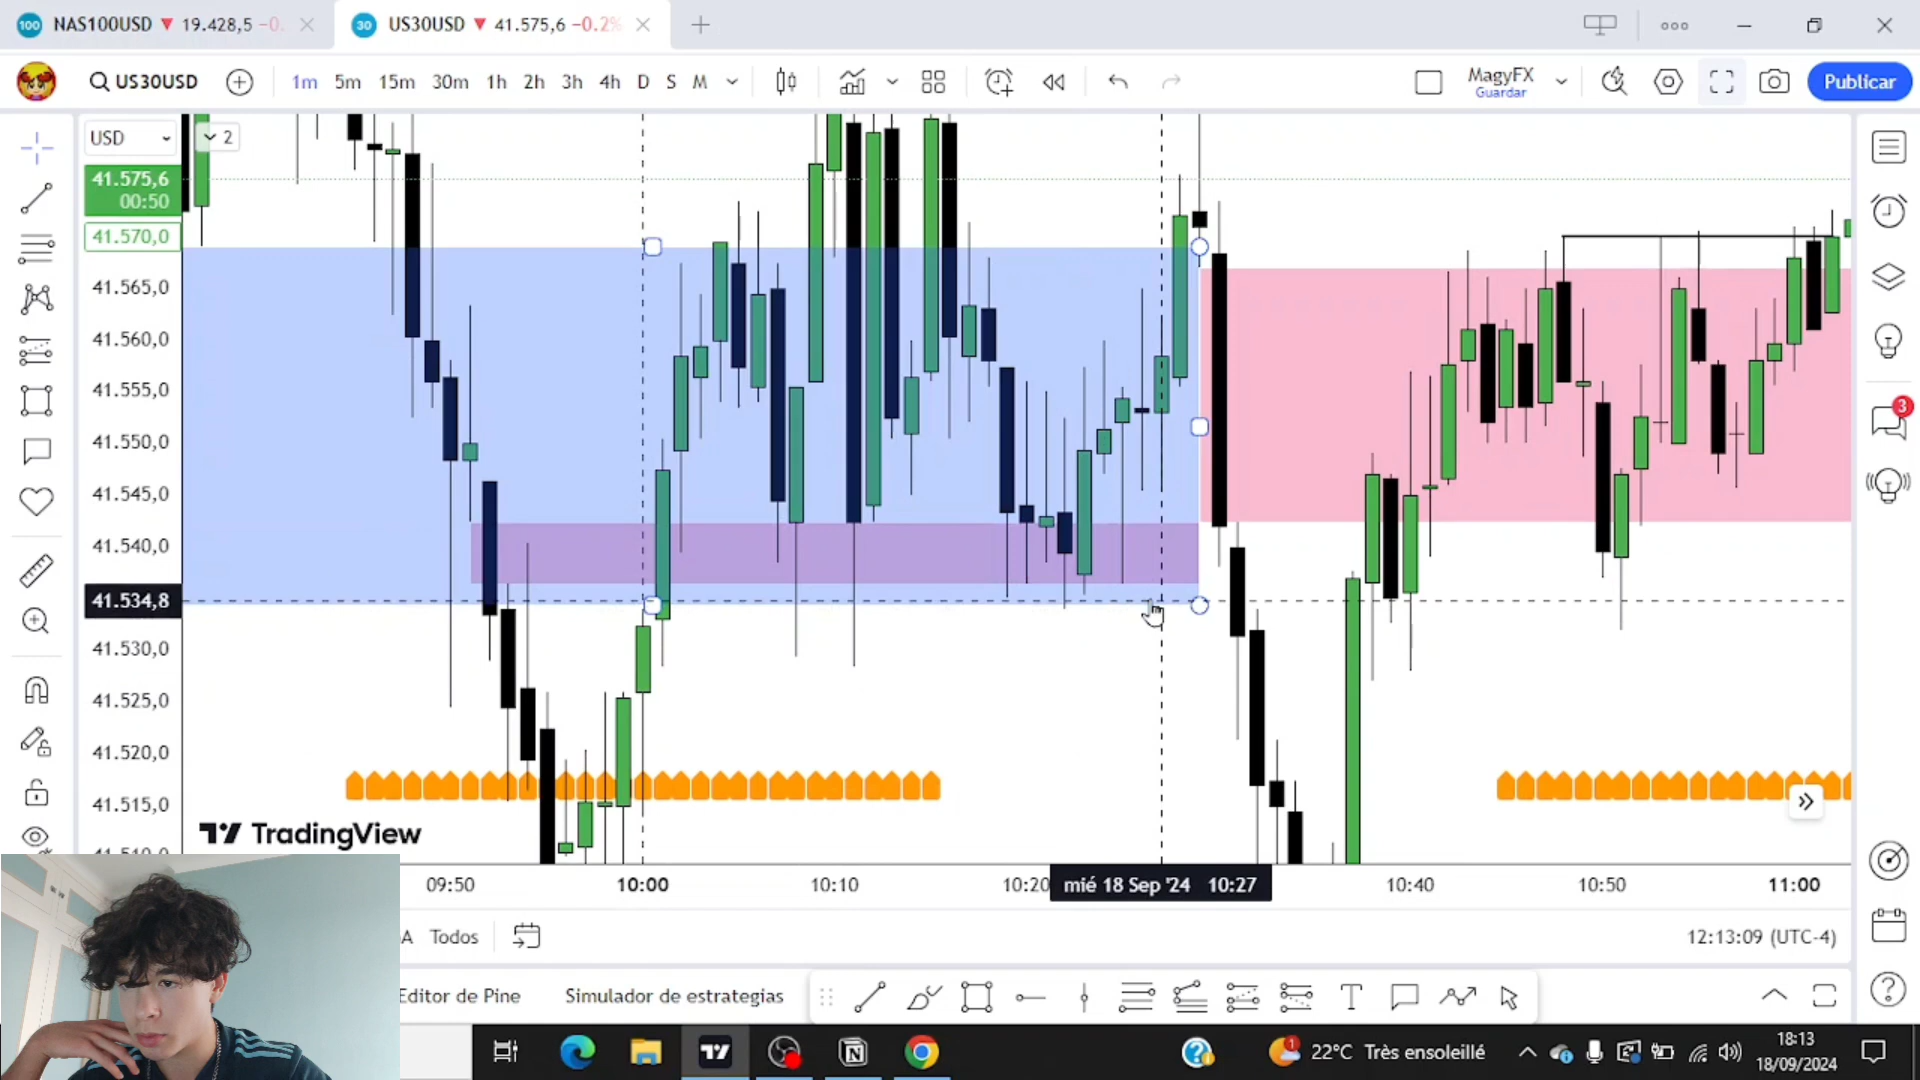 100 NAS100USD 19.428,5 -0.
30 US30USD 41.575,6 -0.2%
US30USD 1m 5m 15m 30m 1h 2h 3h 4h D S M MagyFX
Guardar
Publicar
USD 2
41.575,6
00:50
41.570,0
41.565,0
41.560,0
41.555,0
41.550,0
41.545,0
41.540,0
41.534,8
41.530,0
41.525,0
41.520,0
41.515,0
3
TradingView
09:50 10:00 10:10 10:20 mié 18 Sep '24 10:27 10:40 10:50 11:00
A Todos 12:13:09 (UTC-4)
Editor de Pine Simulador de estrategias
1 22°C Très ensoleillé 18:13
18/09/2024